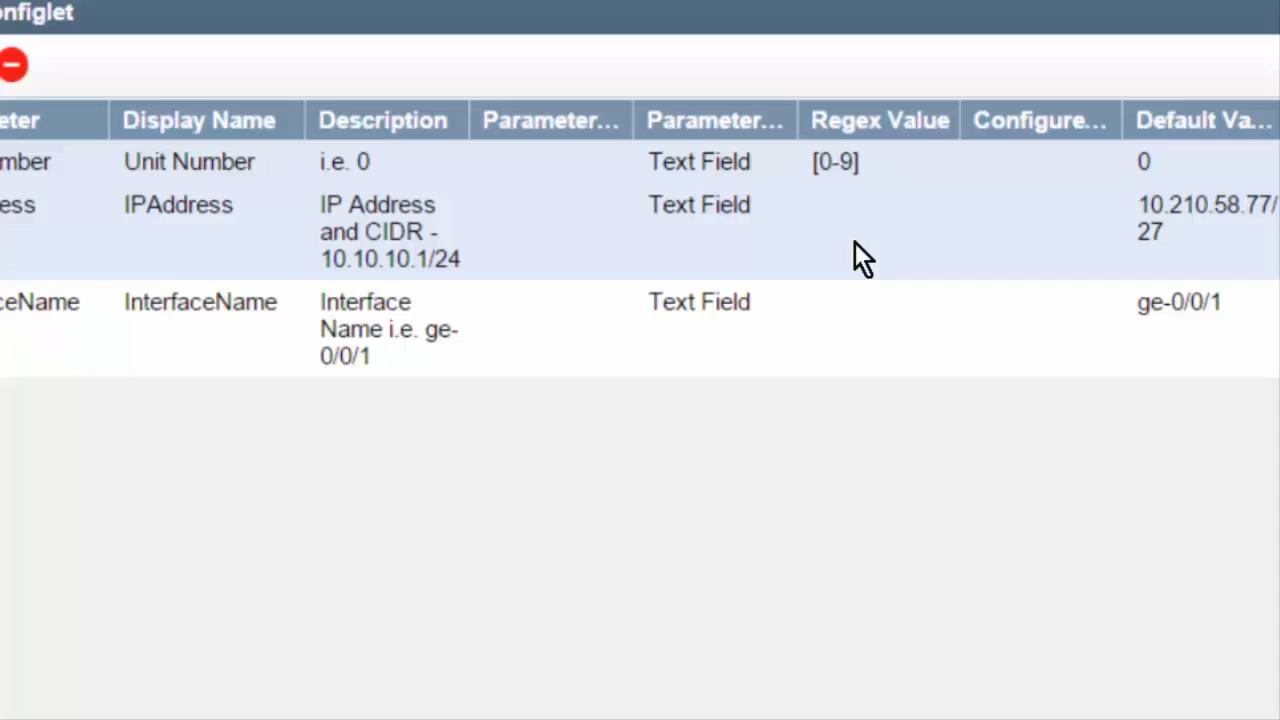 onfiglet
eter Display Name Description Parameter... Parameter... Regex Value Configure... Default Va...
mber Unit Number i.e. 0 Text Field [0-9] 0
ess IPAddress IP Address Text Field 10.210.58.77/
and CIDR - 27
10.10.10.1/24
ceName InterfaceName Interface Text Field ge-0/0/1
Name i.e. ge-
0/0/1